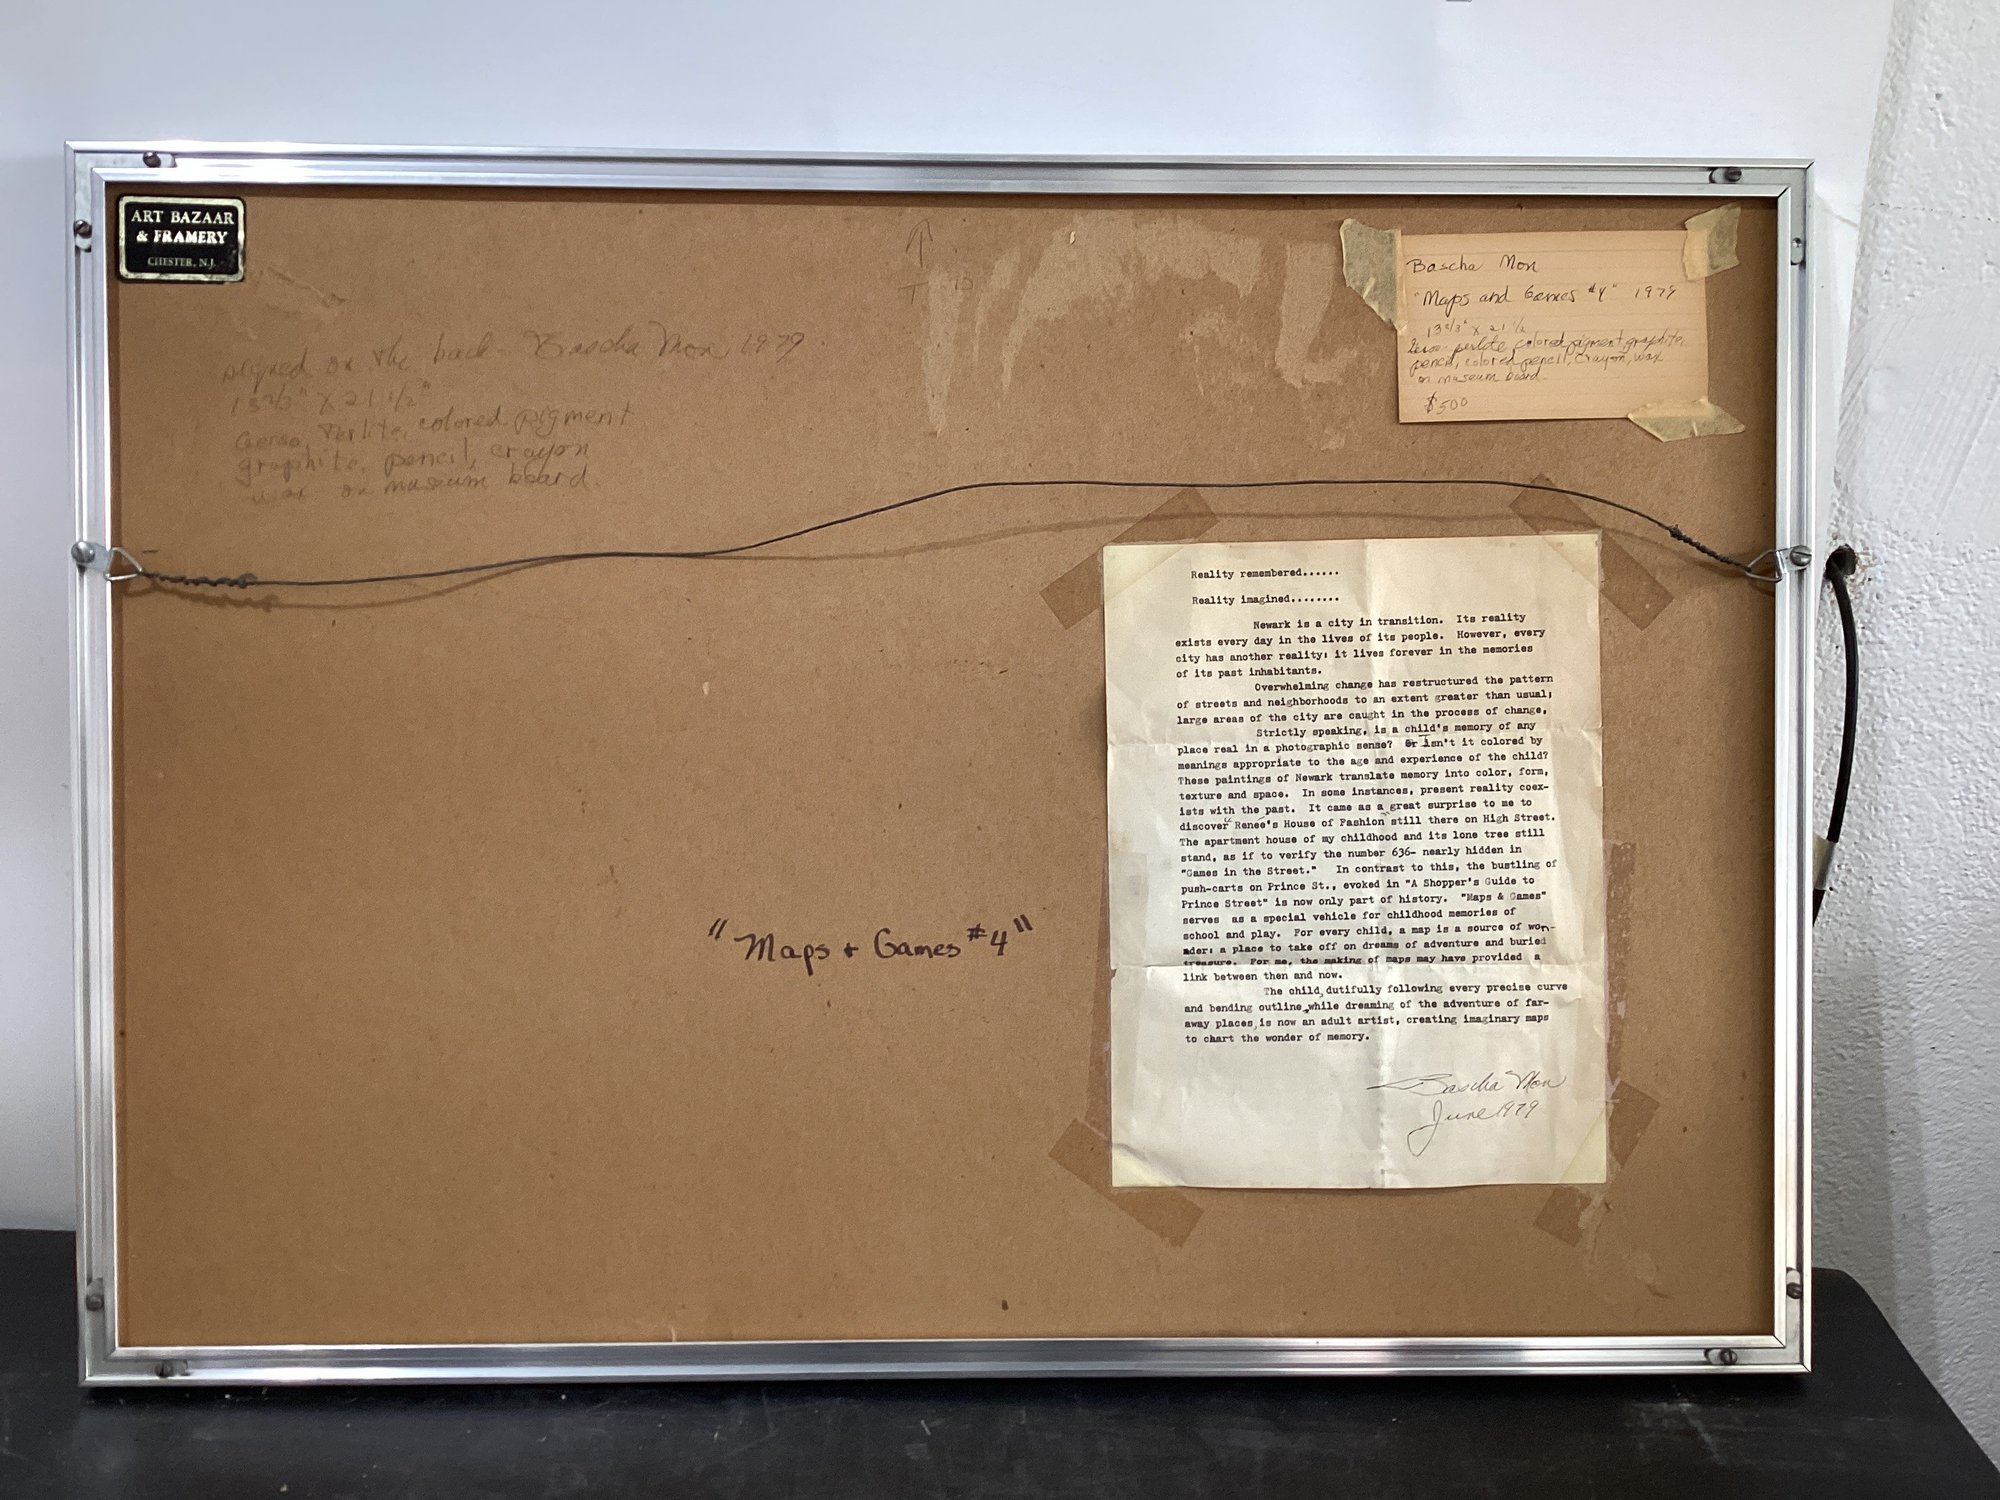 ART BAZAAR
& FRAMERY
CHESTER, N.J.
signed on the back - Bascha Mon 1979
13 2/3" X 21 1/2"
Gesso, Perlite, colored pigment
graphite, pencil, crayon
wax on museum board.
Bascha Mon
"Maps and Games #4" 1979
13 2/3" X 21 1/2
perlite, colored pigment, graphite,
pencil, colored pencil, crayon, wax
on museum board.
$500
"Maps + Games #4"
Reality remembered......
Reality imagined........
Newark is a city in transition. Its reality
exists every day in the lives of its people. However, every
city has another reality; it lives forever in the memories
of its past inhabitants.
Overwhelming change has restructured the pattern
of streets and neighborhoods to an extent greater than usual;
large areas of the city are caught in the process of change.
Strictly speaking, is a child's memory of any
place real in a photographic sense? Or Isn't it colored by
meanings appropriate to the age and experience of the child?
These paintings of Newark translate memory into color, form,
texture and space. In some instances, present reality coex-
ists with the past. It came as a great surprise to me to
discover "Reneé's House of Fashion" still there on High Street.
The apartment house of my childhood and its lone tree still
stand, as if to verify the number 636- nearly hidden in
"Games in the Street." In contrast to this, the bustling of
push-carts on Prince St., evoked in "A Shopper's Guide to
Prince Street" is now only part of history. "Maps & Games"
serves as a special vehicle for childhood memories of
school and play. For every child, a map is a source of won-
der: a place to take off on dreams of adventure and buried
treasure. For me, the making of maps may have provided a
link between then and now.
The child, dutifully following every precise curve
and bending outline, while dreaming of the adventure of far-
away places, is now an adult artist, creating imaginary maps
to chart the wonder of memory.
Bascha Mon
June 1979